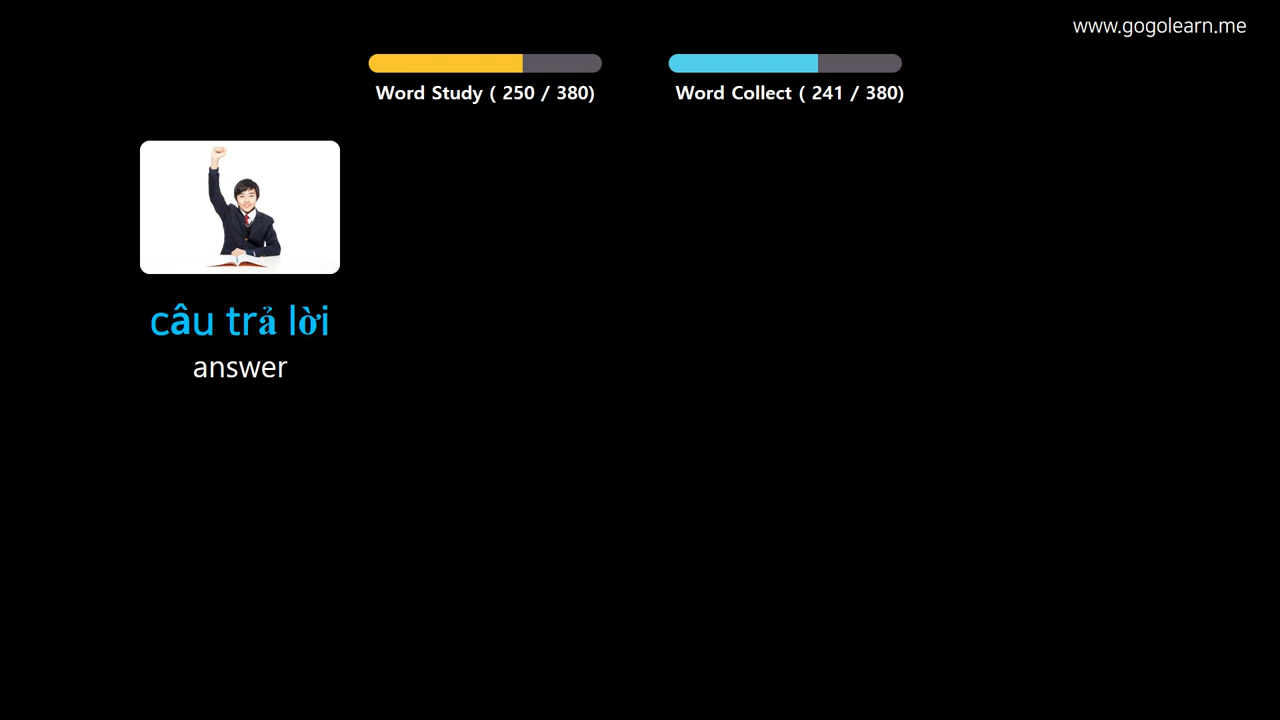 www.gogolearn.me
Word Study ( 250 / 380)
Word Collect ( 241 / 380)
câu trả lời
answer